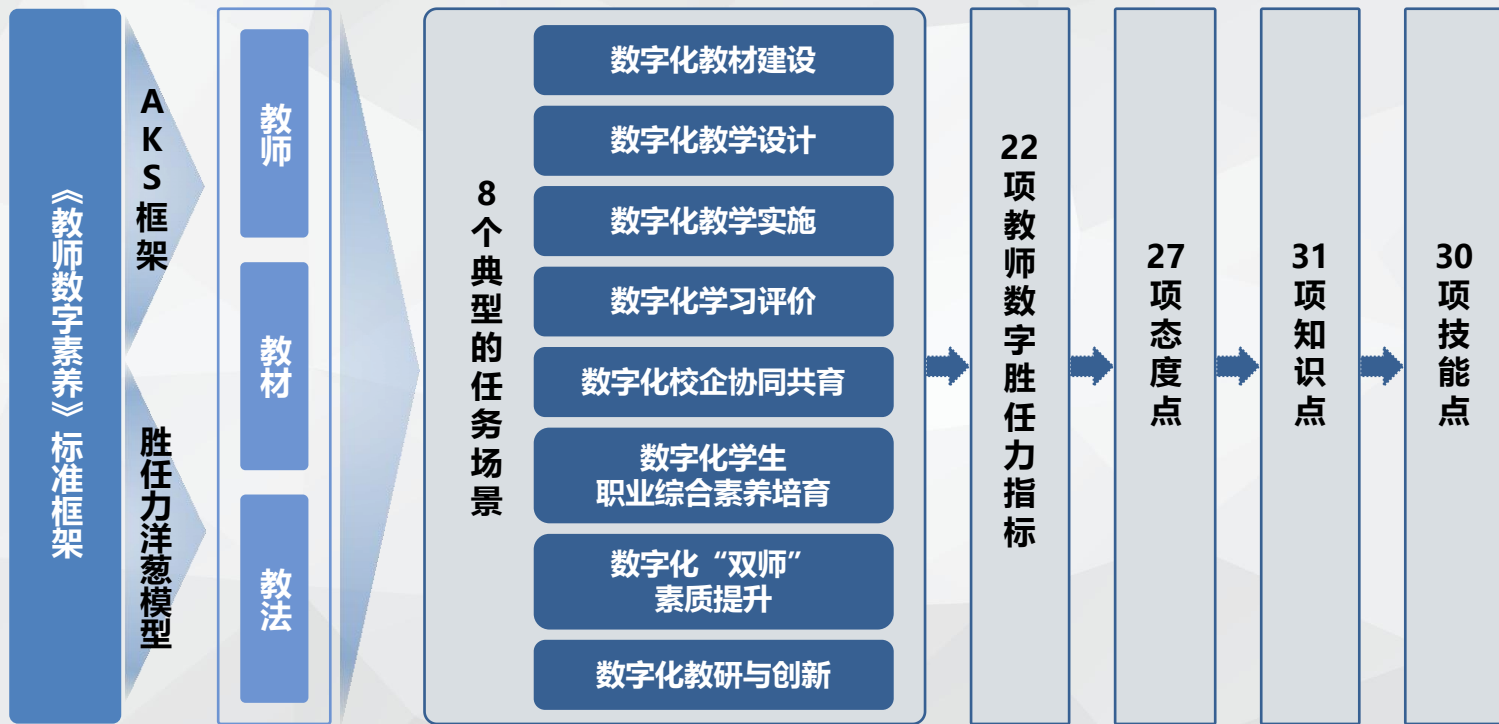 《教师数字素养》标准框架
AKS框架
胜任力洋葱模型
教师
教材
教法
8个典型的任务场景
数字化教材建设
数字化教学设计
数字化教学实施
数字化学习评价
数字化校企协同共育
数字化学生
职业综合素养培育
数字化“双师”
素质提升
数字化教研与创新
22项教师数字胜任力指标
27项态度点
31项知识点
30项技能点